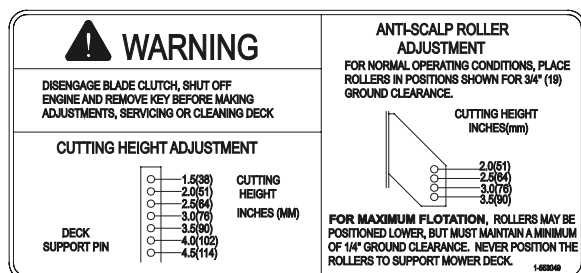 WARNING
DISENGAGE BLADE CLUTCH, SHUT OFF
ENGINE AND REMOVE KEY BEFORE MAKING
ADJUSTMENTS, SERVICING OR CLEANING DECK
CUTTING HEIGHT ADJUSTMENT
1.5(38)
2.0(51)
2.5(64)
3.0(76)
3.5(90)
4.0(102)
4.5(114)
CUTTING
HEIGHT
INCHES (MM)
DECK
SUPPORT PIN
ANTI-SCALP ROLLER
ADJUSTMENT
FOR NORMAL OPERATING CONDITIONS, PLACE
ROLLERS IN POSITIONS SHOWN FOR 3/4" (19)
GROUND CLEARANCE.
CUTTING HEIGHT
INCHES(mm)
2.0(51)
2.5(64)
3.0(76)
3.5(90)
FOR MAXIMUM FLOTATION, ROLLERS MAY BE
POSITIONED LOWER, BUT MUST MAINTAIN A MINIMUM
OF 1/4" GROUND CLEARANCE. NEVER POSITION THE
ROLLERS TO SUPPORT MOWER DECK.
1-553049